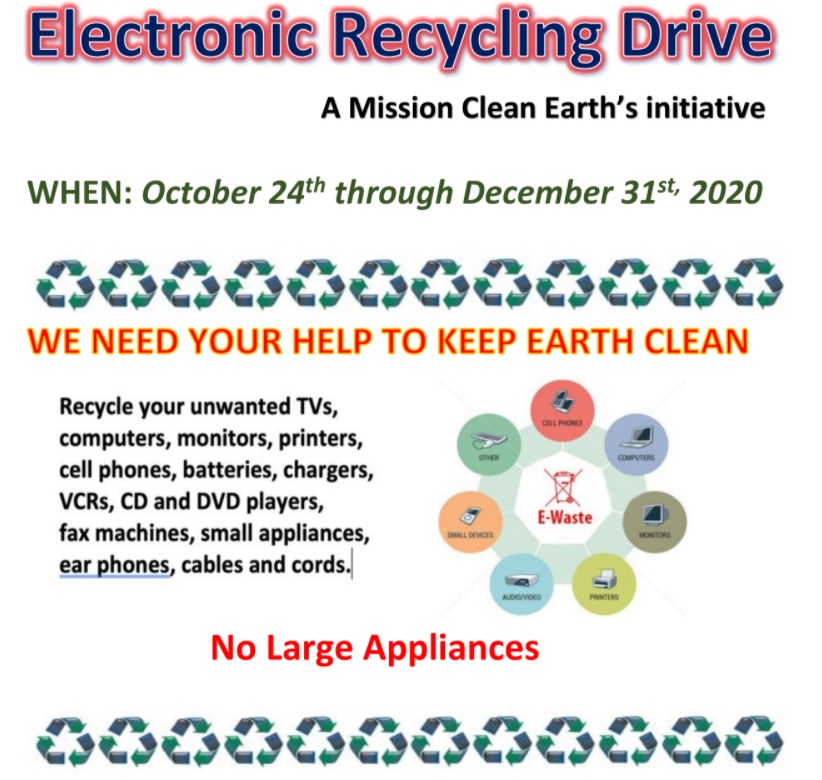 Electronic Recycling Drive
A Mission Clean Earth’s initiative
WHEN: October 24th through December 31st, 2020
WE NEED YOUR HELP TO KEEP EARTH CLEAN
Recycle your unwanted TVs,
computers, monitors, printers,
cell phones, batteries, chargers,
VCRs, CD and DVD players,
fax machines, small appliances,
ear phones, cables and cords.
CELL PHONES
OTHER
COMPUTERS
E-Waste
SMALL DEVICES
MONITORS
AUDIO/VIDEO
PRINTERS
No Large Appliances